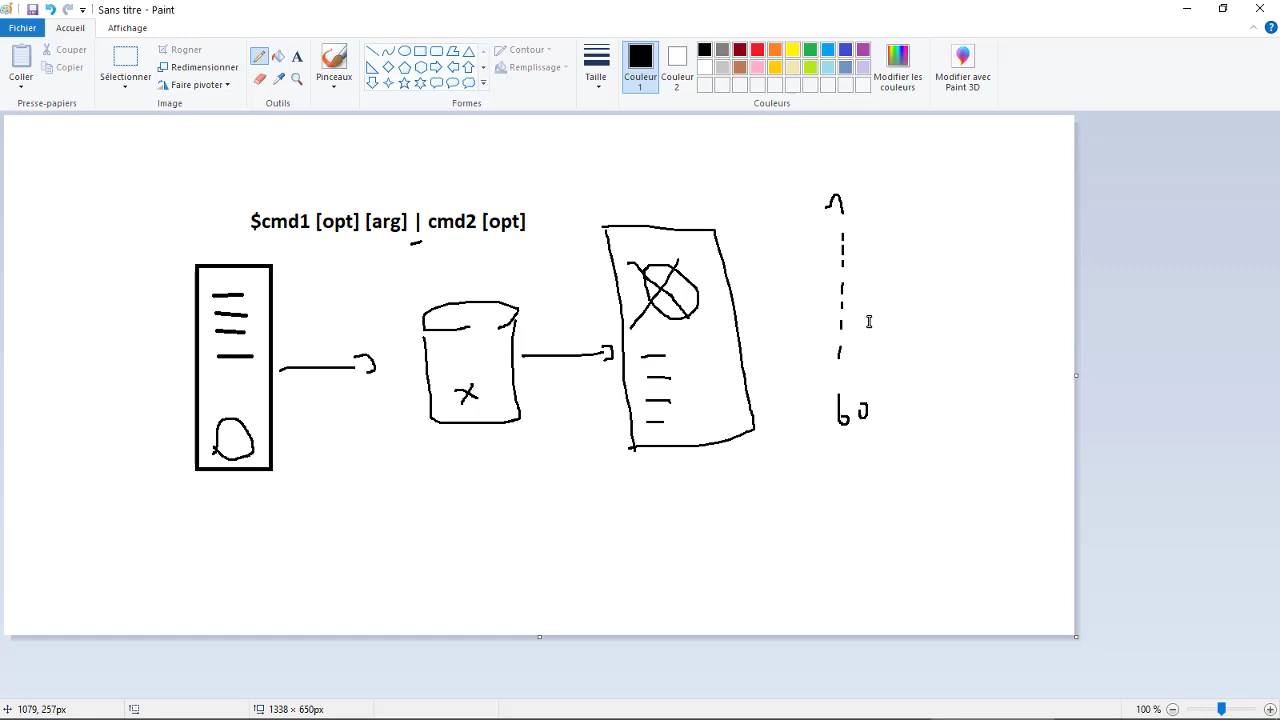 Sans titre - Paint
Fichier
Accueil
Affichage
Coller
Couper
Copier
Presse-papiers
Sélectionner
Rogner
Redimensionner
Faire pivoter
Image
Outils
Pinceaux
Contour
Remplissage
Formes
Taille
Couleur
1
Couleur
2
Modifier les
couleurs
Couleurs
Modifier avec
Paint 3D
$cmd1 [opt] [arg] | cmd2 [opt]
x
60
1079, 257px
1338 × 650px
100 %